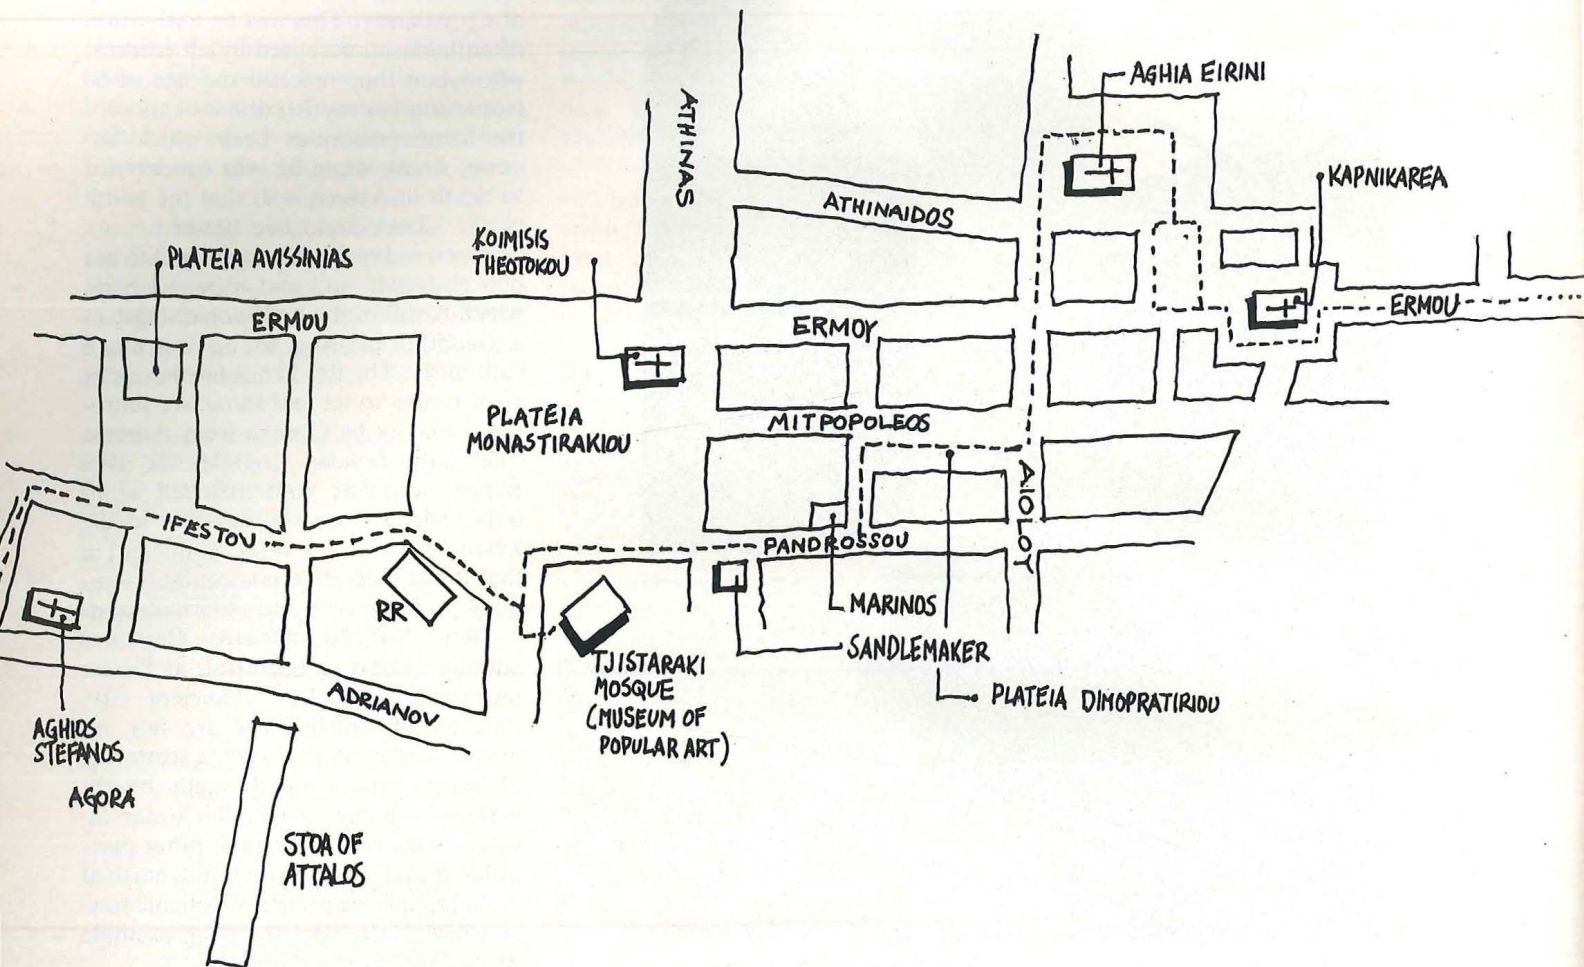 AGHIA EIRINI
ATHINAS
KAPNIKAREA
ATHINAIDOS
KOIMISIS
THEOTOKOU
PLATEIA AVISSINIAS
ERMOU
ERMOY
ERMOU
PLATEIA
MONASTIRAKIOU
MITPOPOLEOS
AIOLOY
IFESTOV
PANDROSSOU
RR
MARINOS
SANDLEMAKER
TJISTARAKI
MOSQUE
(MUSEUM OF
POPULAR ART)
PLATEIA DIMOPRATIRIOU
ADRIANOV
AGHIOS
STEFANOS
AGORA
STOA OF
ATTALOS